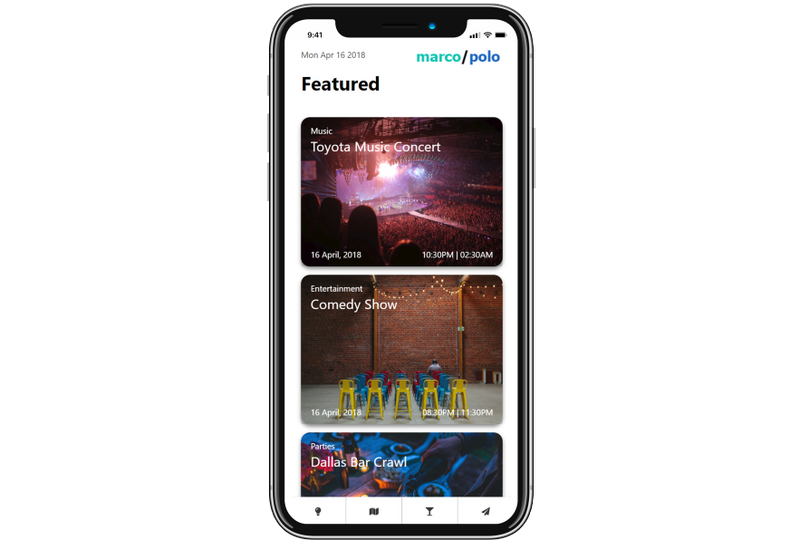 9:41
Mon Apr 16 2018
marco/polo
Featured
Music
Toyota Music Concert
16 April, 2018 10:30PM | 02:30AM
Entertainment
Comedy Show
16 April, 2018 08:30PM | 11:30PM
Parties
Dallas Bar Crawl